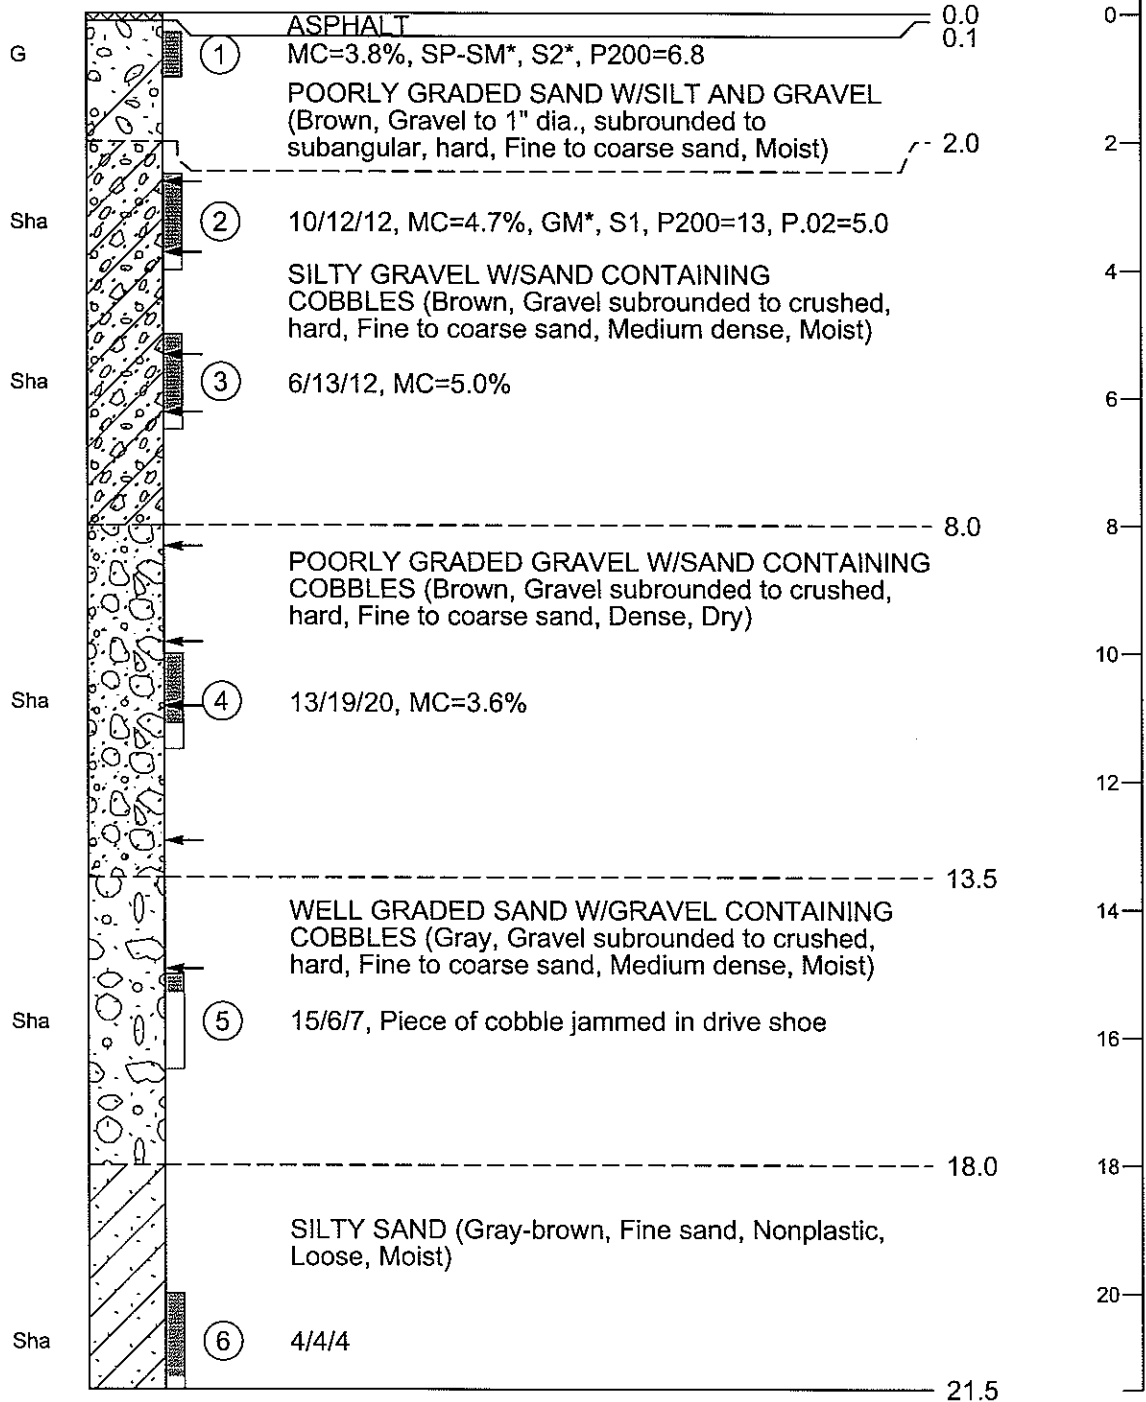 ASPHALT
0.0
0
0.1
G
1
MC=3.8%, SP-SM*, S2*, P200=6.8
POORLY GRADED SAND W/SILT AND GRAVEL
(Brown, Gravel to 1" dia., subrounded to
subangular, hard, Fine to coarse sand, Moist)
2.0
2
Sha
2
10/12/12, MC=4.7%, GM*, S1, P200=13, P.02=5.0
SILTY GRAVEL W/SAND CONTAINING
COBBLES (Brown, Gravel subrounded to crushed,
hard, Fine to coarse sand, Medium dense, Moist)
4
Sha
3
6/13/12, MC=5.0%
6
8.0
8
POORLY GRADED GRAVEL W/SAND CONTAINING
COBBLES (Brown, Gravel subrounded to crushed,
hard, Fine to coarse sand, Dense, Dry)
10
Sha
4
13/19/20, MC=3.6%
12
13.5
WELL GRADED SAND W/GRAVEL CONTAINING
COBBLES (Gray, Gravel subrounded to crushed,
hard, Fine to coarse sand, Medium dense, Moist)
14
Sha
5
15/6/7, Piece of cobble jammed in drive shoe
16
18.0
18
SILTY SAND (Gray-brown, Fine sand, Nonplastic,
Loose, Moist)
20
Sha
6
4/4/4
21.5